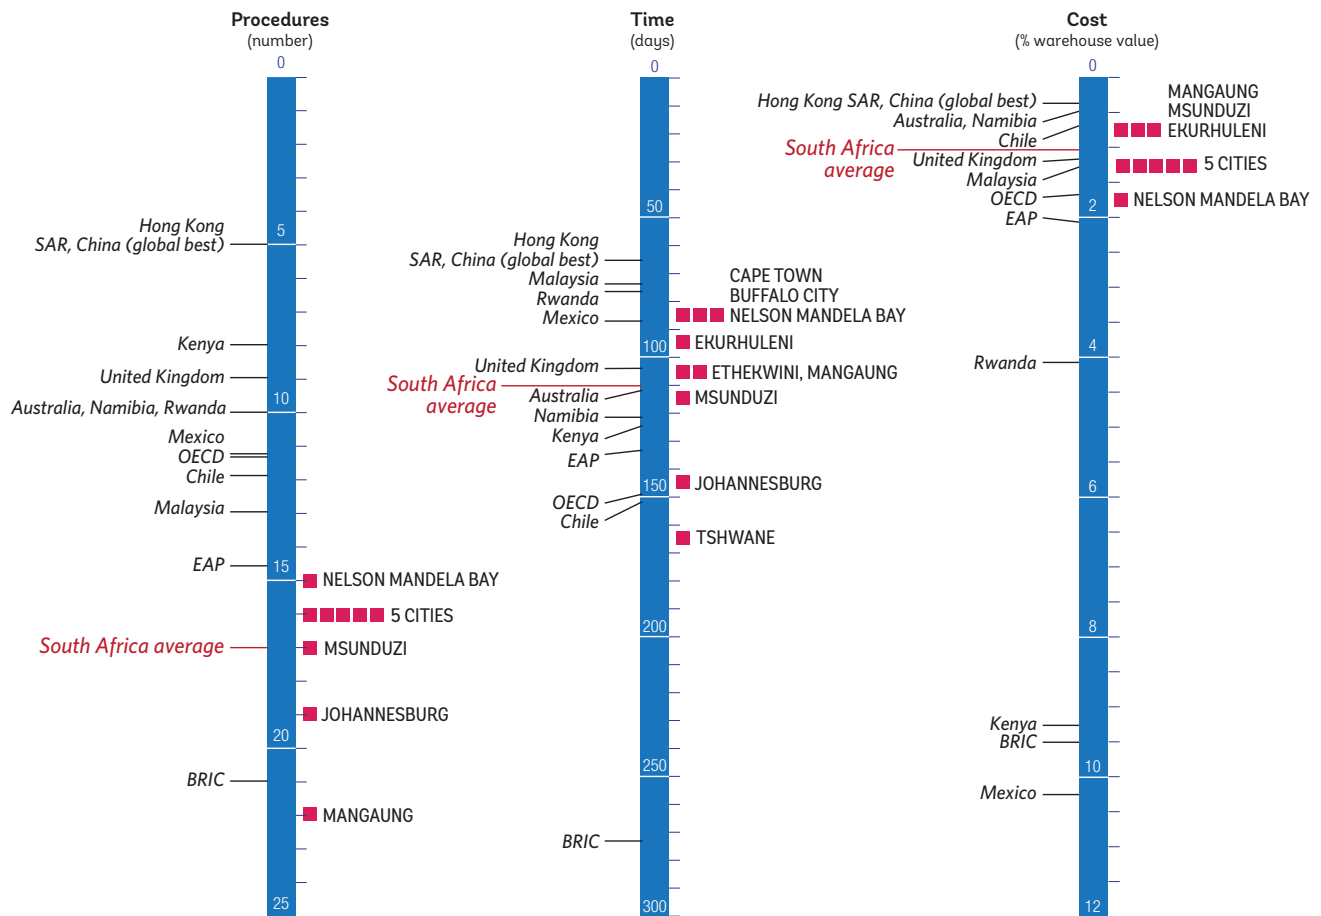 Procedures
(number)
0
Hong Kong
SAR, China (global best)
5
Kenya
United Kingdom
Australia, Namibia, Rwanda
10
Mexico
OECD
Chile
Malaysia
EAP
15
NELSON MANDELA BAY
5 CITIES
South Africa average
MSUNDUZI
JOHANNESBURG
20
BRIC
MANGAUNG
25
Time
(days)
0
50
Hong Kong
SAR, China (global best)
Malaysia
Rwanda
Mexico
CAPE TOWN
BUFFALO CITY
NELSON MANDELA BAY
EKURHULENI
100
United Kingdom
ETHEKWINI, MANGAUNG
South Africa
average
Australia
MSUNDUZI
Namibia
Kenya
EAP
JOHANNESBURG
150
OECD
Chile
TSHWANE
200
250
BRIC
300
Cost
(% warehouse value)
0
Hong Kong SAR, China (global best)
Australia, Namibia
Chile
MANGAUNG
MSUNDUZI
EKURHULENI
South Africa
average
United Kingdom
5 CITIES
Malaysia
OECD
NELSON MANDELA BAY
2
EAP
4
Rwanda
6
8
Kenya
BRIC
10
Mexico
12